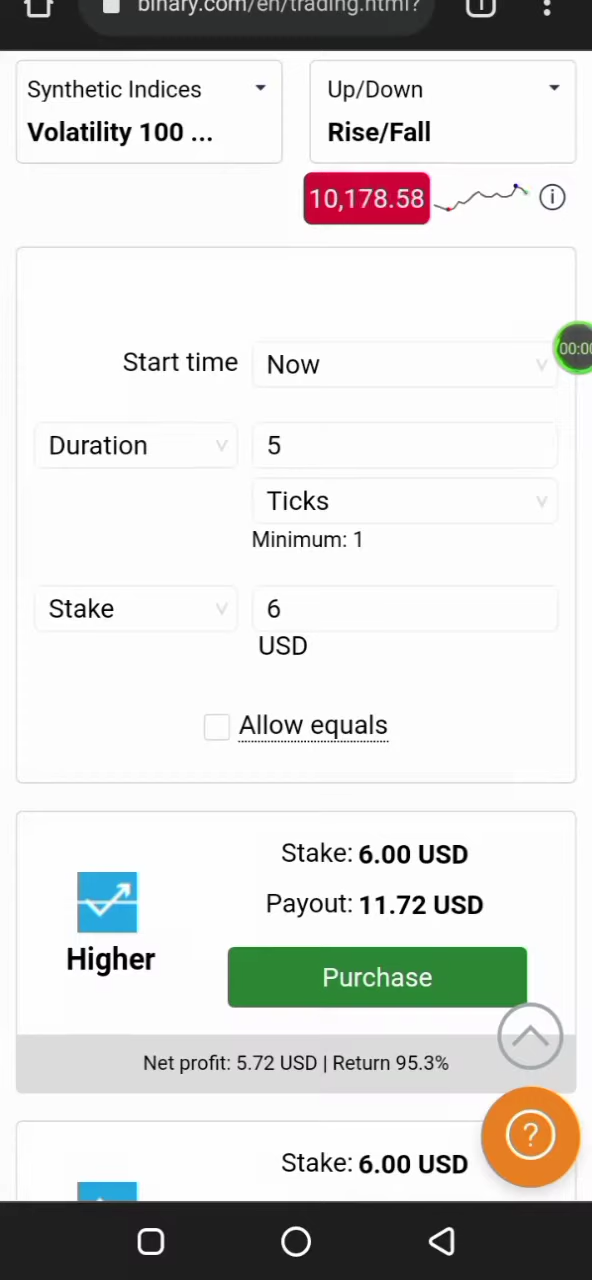 binary.com/en/trading.html?
Synthetic Indices
Volatility 100 ...
Up/Down
Rise/Fall
10,178.58
Start time
Now
00:00
Duration
5
Ticks
Minimum: 1
Stake
6
USD
Allow equals
Stake: 6.00 USD
Payout: 11.72 USD
Higher
Purchase
Net profit: 5.72 USD | Return 95.3%
?
Stake: 6.00 USD